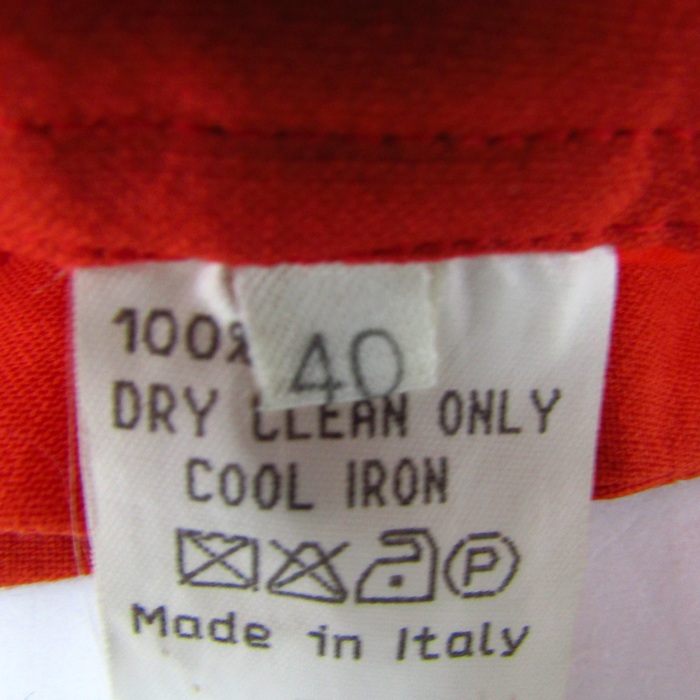 100%
40
DRY CLEAN ONLY
COOL IRON
P
Made in Italy